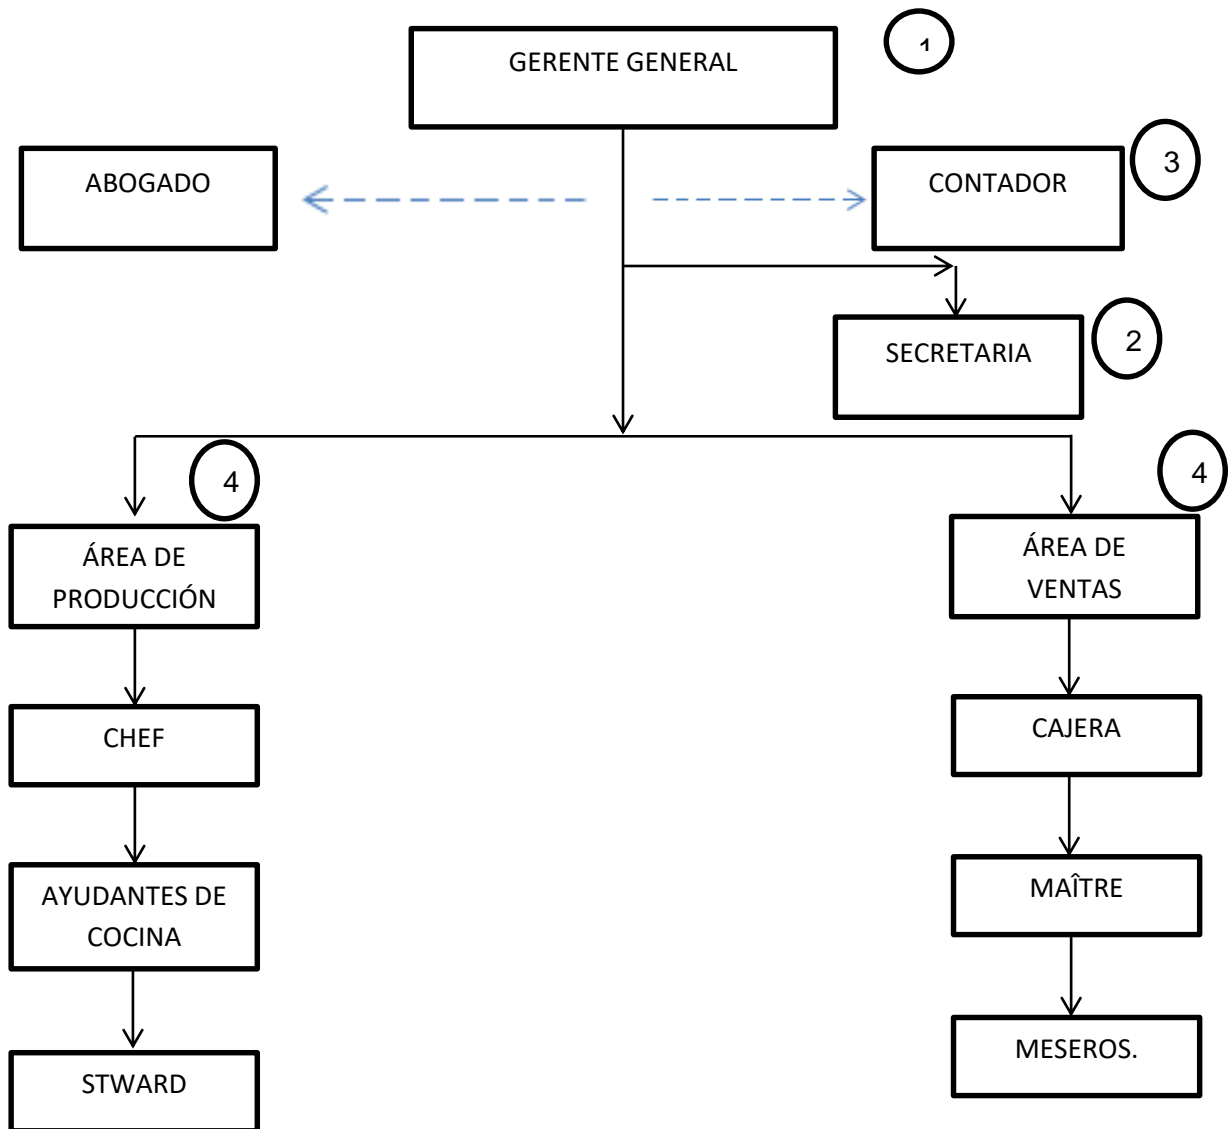 GERENTE GENERAL
1
ABOGADO
CONTADOR
3
SECRETARIA
2
4
4
ÁREA DE
PRODUCCIÓN
ÁREA DE
VENTAS
CHEF
CAJERA
AYUDANTES DE
COCINA
MAÎTRE
STWARD
MESEROS.